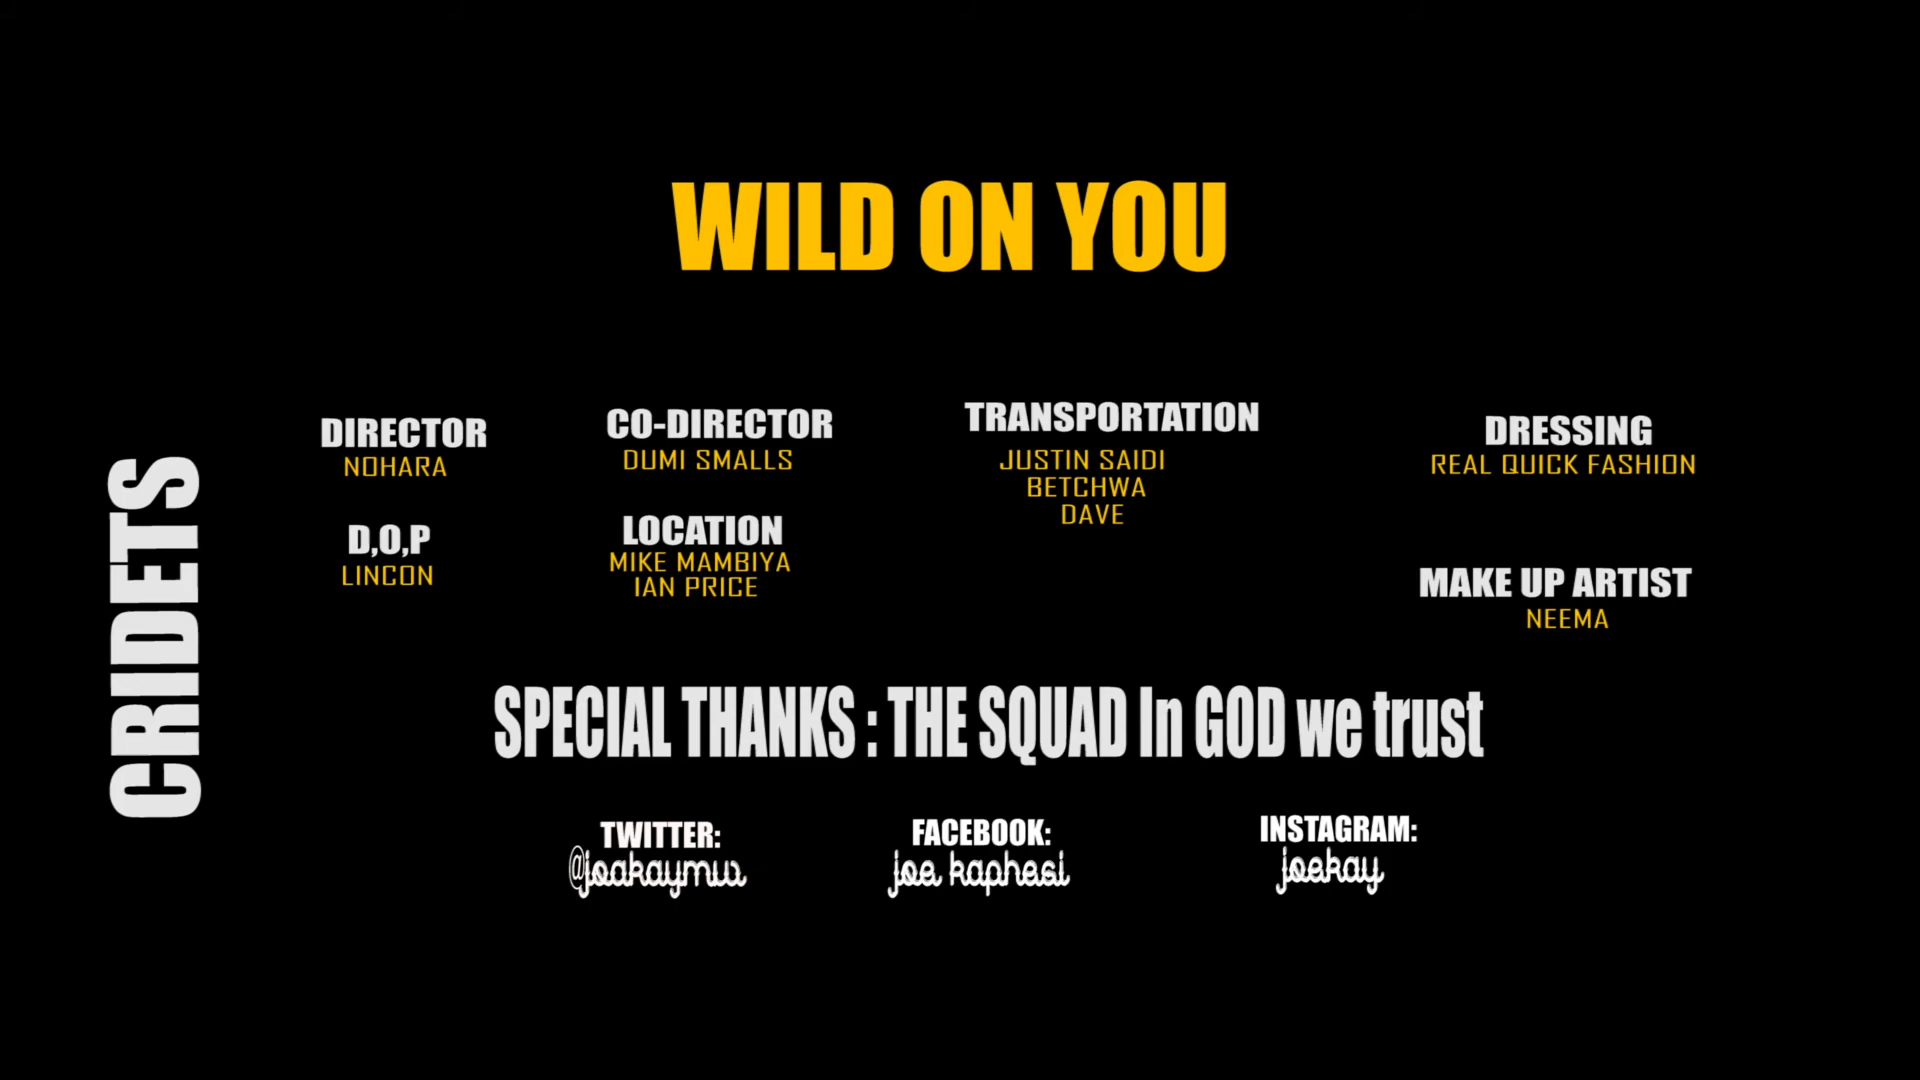 WILD ON YOU
CRIDETS
DIRECTOR
NOHARA
CO-DIRECTOR
DUMI SMALLS
TRANSPORTATION
JUSTIN SAIDI
BETCHWA
DAVE
DRESSING
REAL QUICK FASHION
D,O,P
LINCON
LOCATION
MIKE MAMBIYA
IAN PRICE
MAKE UP ARTIST
NEEMA
SPECIAL THANKS : THE SQUAD In GOD we trust
TWITTER:
FACEBOOK:
joe kaphesi
INSTAGRAM:
joekay